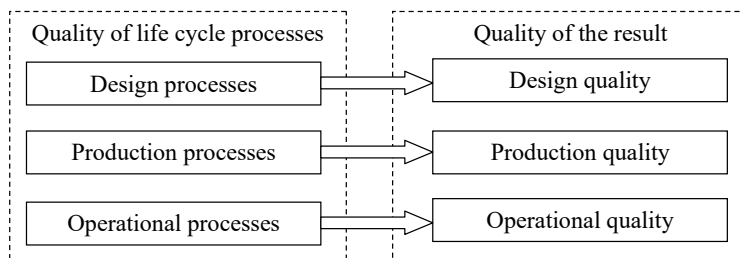 Quality of life cycle processes
Quality of the result
Design processes
Design quality
Production processes
Production quality
Operational processes
Operational quality